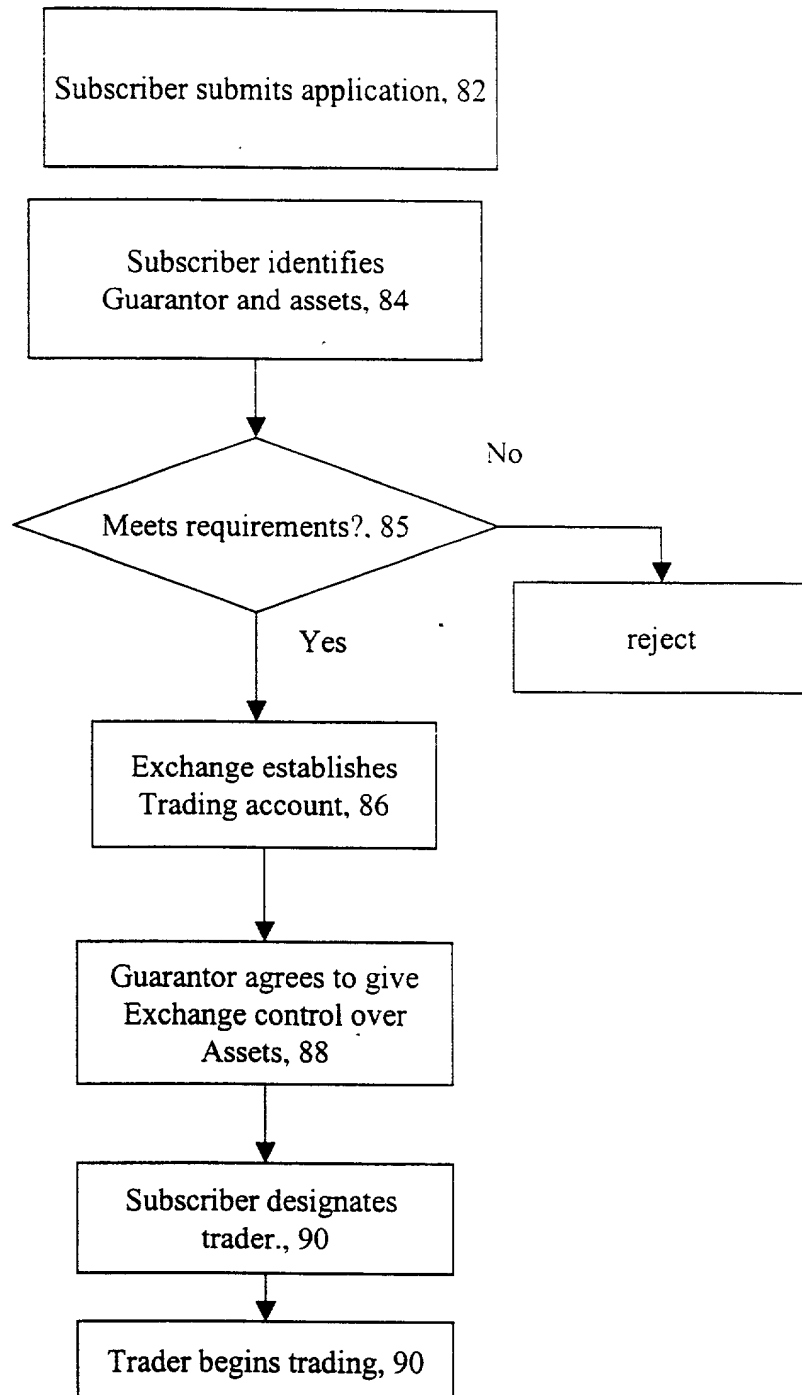 Subscriber submits application, 82
Subscriber identifies
Guarantor and assets, 84
No
Meets requirements?, 85
Yes
reject
Exchange establishes
Trading account, 86
Guarantor agrees to give
Exchange control over
Assets, 88
Subscriber designates
trader., 90
Trader begins trading, 90